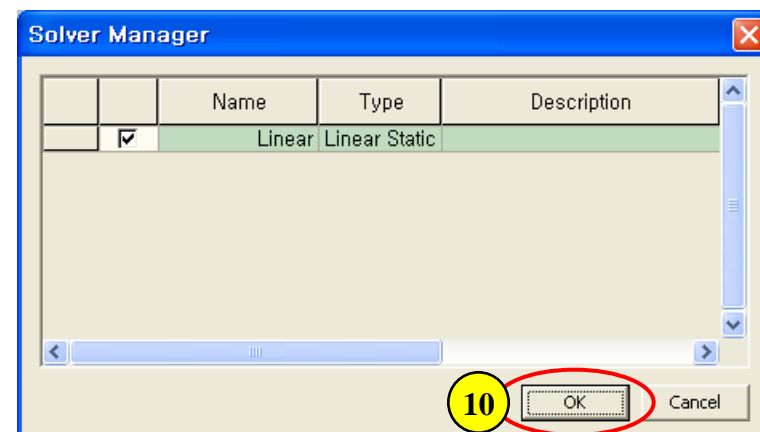 Solver Manager
Name Type Description
Linear Linear Static
10 OK Cancel